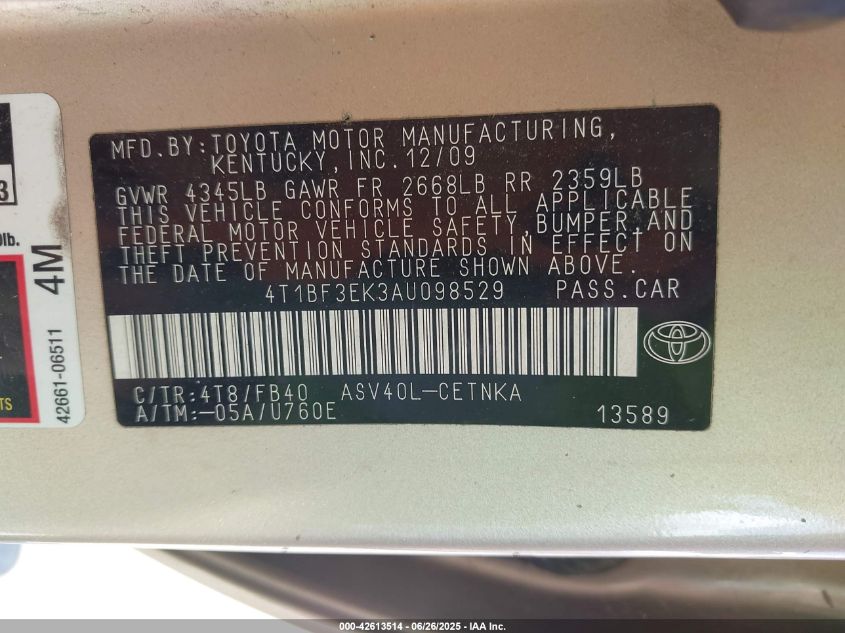 3
lb.
4M
42661-06511
TS
MFD.BY:TOYOTA MOTOR MANUFACTURING,
KENTUCKY,INC.12/09
GVWR 4345LB GAWR FR 2668LB RR 2359LB
THIS VEHICLE CONFORMS TO ALL APPLICABLE
FEDERAL MOTOR VEHICLE SAFETY,BUMPER,AND
THEFT PREVENTION STANDARDS IN EFFECT ON
THE DATE OF MANUFACTURE SHOWN ABOVE.
4T1BF3EK3AU098529 PASS.CAR
C/TR:4T8/FB40 ASV40L-CETNKA
A/TM:-05A/U760E 13589
000-42613514 - 06/26/2025 - IAA Inc.